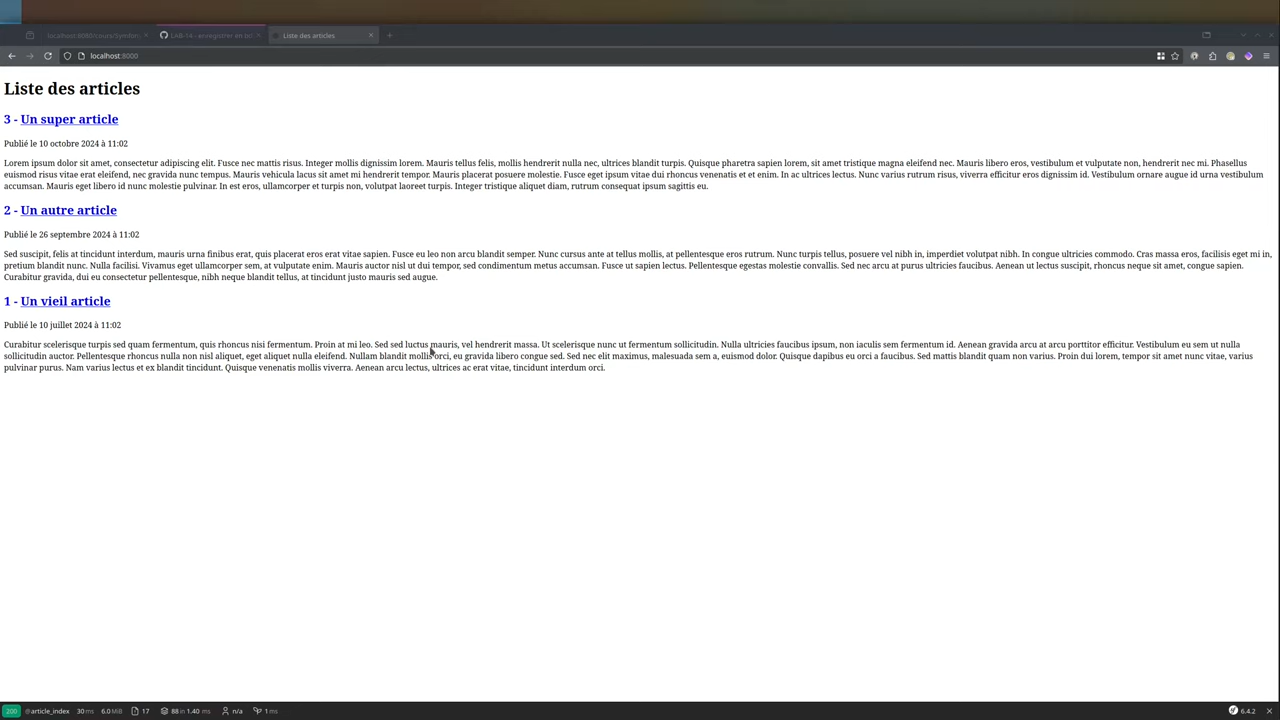 localhost:8080/cours/Symfon
LAB-14 - enregistrer en
Liste des articles
localhost:8000
Liste des articles
3 - Un super article
Publié le 10 octobre 2024 à 11:02
Lorem ipsum dolor sit amet, consectetur adipiscing elit. Fusce nec mattis risus. Integer mollis dignissim lorem. Mauris tellus felis, mollis hendrerit nulla nec, ultrices blandit turpis. Quisque pharetra sapien lorem, sit amet tristique magna eleifend nec. Mauris libero eros, vestibulum et vulputate non, hendrerit nec mi. Phasellus
euismod risus vitae erat eleifend, nec gravida nunc tempus. Mauris vehicula lacus sit amet mi hendrerit tempor. Mauris placerat posuere molestie. Fusce eget ipsum vitae dui rhoncus venenatis et et enim. In ac ultrices lectus. Nunc varius rutrum risus, viverra efficitur eros dignissim id. Vestibulum ornare augue id urna vestibulum
accumsan. Mauris eget libero id nunc molestie pulvinar. In est eros, ullamcorper et turpis non, volutpat laoreet turpis. Integer tristique aliquet diam, rutrum consequat ipsum sagittis eu.
2 - Un autre article
Publié le 26 septembre 2024 à 11:02
Sed suscipit, felis at tincidunt interdum, mauris urna finibus erat, quis placerat eros erat vitae sapien. Fusce eu leo non arcu blandit semper. Nunc cursus ante at tellus mollis, at pellentesque eros rutrum. Nunc turpis tellus, posuere vel nibh in, imperdiet volutpat nibh. In congue ultricies commodo. Cras massa eros, facilisis eget mi in,
pretium blandit nunc. Nulla facilisi. Vivamus eget ullamcorper sem, at vulputate enim. Mauris auctor nisl ut dui tempor, sed condimentum metus accumsan. Fusce ut sapien lectus. Pellentesque egestas molestie convallis. Sed nec arcu at purus ultricies faucibus. Aenean ut lectus suscipit, rhoncus neque sit amet, congue sapien.
Curabitur gravida, dui eu consectetur pellentesque, nibh neque blandit tellus, at tincidunt justo mauris sed augue.
1 - Un vieil article
Publié le 10 juillet 2024 à 11:02
Curabitur scelerisque turpis sed quam fermentum, quis rhoncus nisi fermentum. Proin at mi leo. Sed sed luctus mauris, vel hendrerit massa. Ut scelerisque nunc ut fermentum sollicitudin. Nulla ultricies faucibus ipsum, non iaculis sem fermentum id. Aenean gravida arcu at arcu porttitor efficitur. Vestibulum eu sem ut nulla
sollicitudin auctor. Pellentesque rhoncus nulla non nisl aliquet, eget aliquet nulla eleifend. Nullam blandit mollis orci, eu gravida libero congue sed. Sed nec elit maximus, malesuada sem a, euismod dolor. Quisque dapibus eu orci a faucibus. Sed mattis blandit quam non varius. Proin dui lorem, tempor sit amet nunc vitae, varius
pulvinar purus. Nam varius lectus et ex blandit tincidunt. Quisque venenatis mollis viverra. Aenean arcu lectus, ultrices ac erat vitae, tincidunt interdum orci.
200 @article_index 30 ms 6.0 MiB 17 88 in 1.40 ms n/a 1 ms 6.4.2